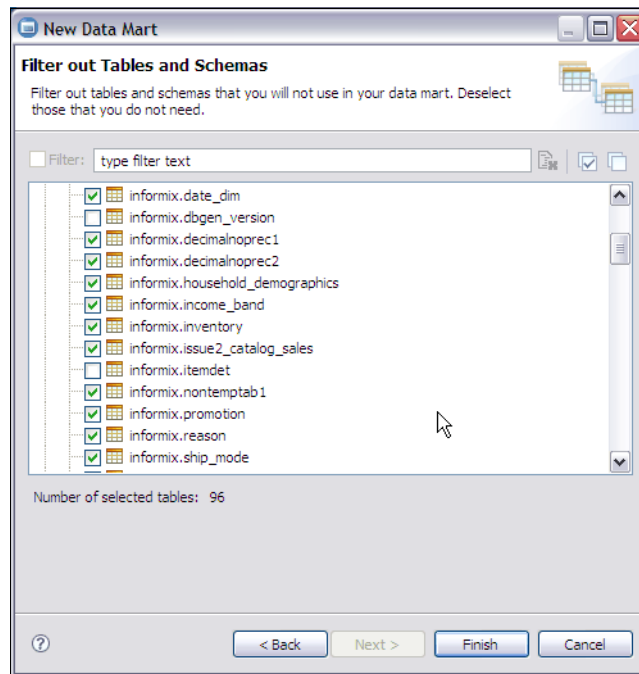 New Data Mart
Filter out Tables and Schemas
Filter out tables and schemas that you will not use in your data mart. Deselect
those that you do not need.
Filter: type filter text
informix.date_dim
informix.dbgen_version
informix.decimalnoprec1
informix.decimalnoprec2
informix.household_demographics
informix.income_band
informix.inventory
informix.issue2_catalog_sales
informix.itemdet
informix.nontemptab1
informix.promotion
informix.reason
informix.ship_mode
Number of selected tables: 96
? < Back Next > Finish Cancel